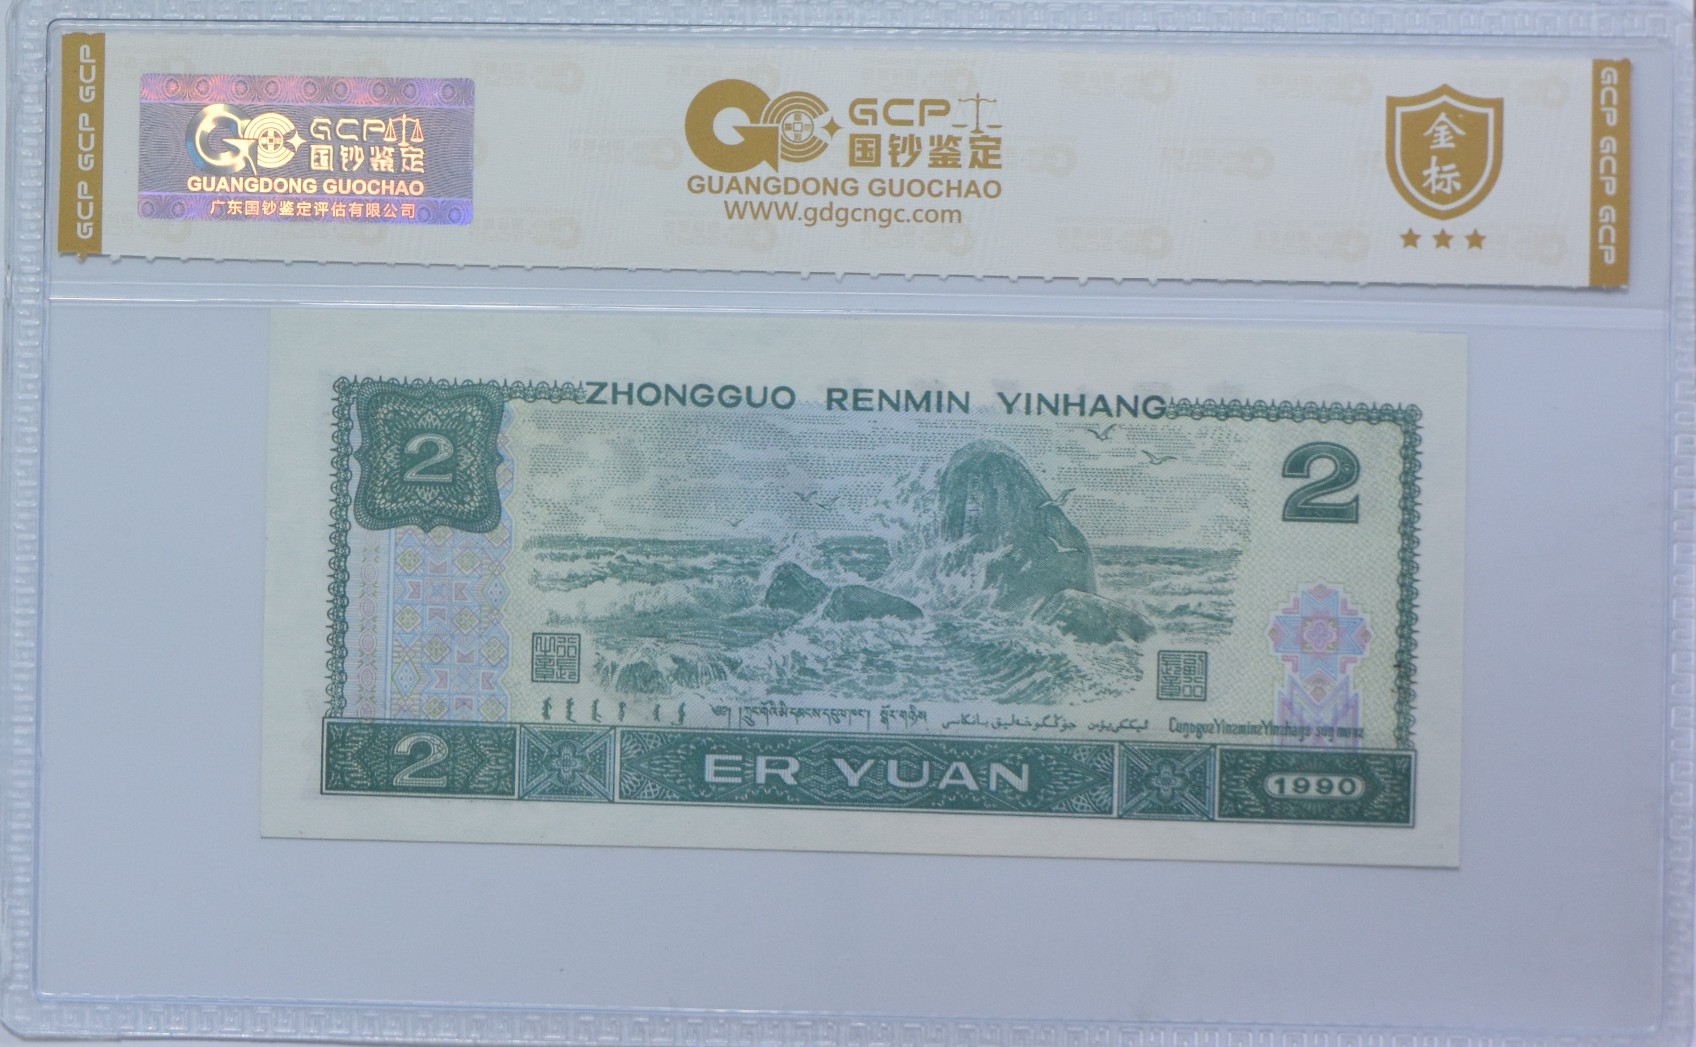 GCP GCP GCP
GCP
国钞鉴定
GUANGDONG GUOCHAO
广东国钞鉴定评估有限公司
GCP
国钞鉴定
GUANGDONG GUOCHAO
WWW.gdgcngc.com
金标
GCP GCP GCP
ZHONGGUO RENMIN YINHANG
2
2
2
ER YUAN
1990